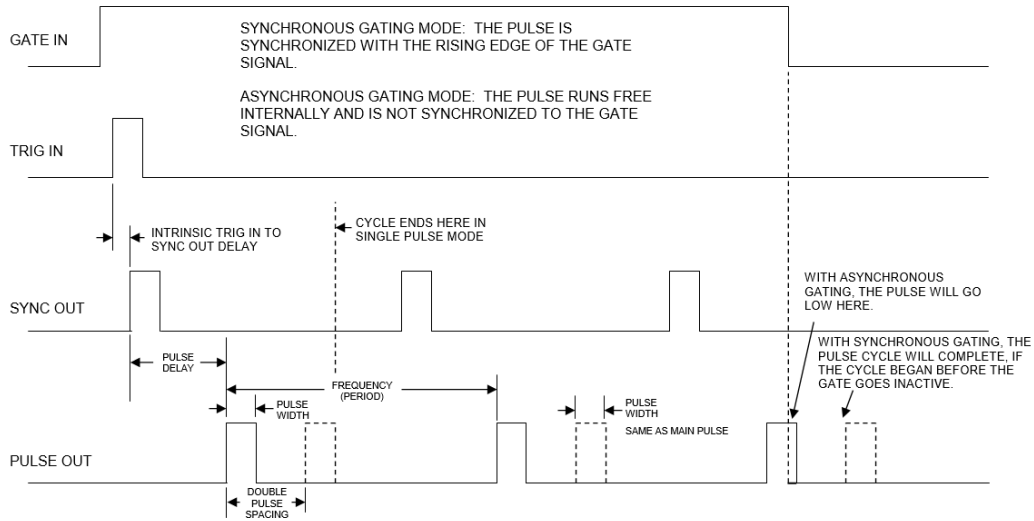 GATE IN
SYNCHRONOUS GATING MODE: THE PULSE IS
SYNCHRONIZED WITH THE RISING EDGE OF THE GATE
SIGNAL.
ASYNCHRONOUS GATING MODE: THE PULSE RUNS FREE
INTERNALLY AND IS NOT SYNCHRONIZED TO THE GATE
SIGNAL.
TRIG IN
INTRINSIC TRIG IN TO
SYNC OUT DELAY
CYCLE ENDS HERE IN
SINGLE PULSE MODE
SYNC OUT
WITH ASYNCHRONOUS
GATING, THE PULSE WILL GO
LOW HERE.
WITH SYNCHRONOUS GATING, THE
PULSE CYCLE WILL COMPLETE, IF
THE CYCLE BEGAN BEFORE THE
GATE GOES INACTIVE.
PULSE
DELAY
FREQUENCY
(PERIOD)
PULSE
WIDTH
PULSE
WIDTH
SAME AS MAIN PULSE
PULSE OUT
DOUBLE
PULSE
SPACING